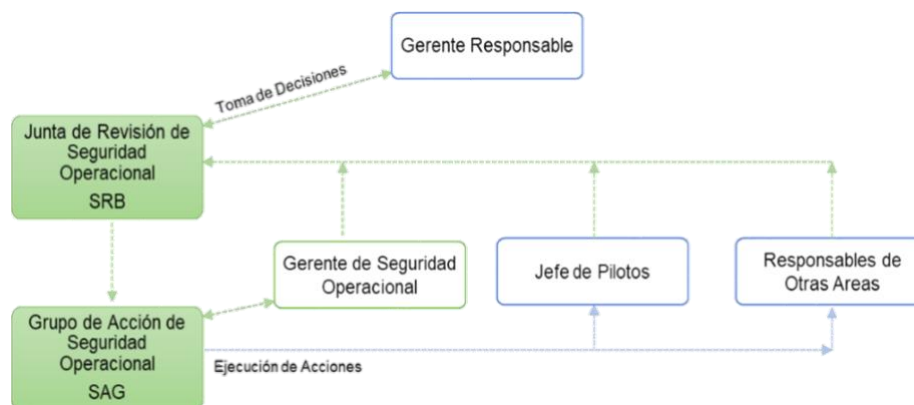 Gerente Responsable
Toma de Decisiones
Junta de Revisión de
Seguridad
Operacional
SRB
Gerente de Seguridad
Operacional
Jefe de Pilotos
Responsables de
Otras Areas
Grupo de Acción de
Seguridad
Operacional
SAG
Ejecución de Acciones